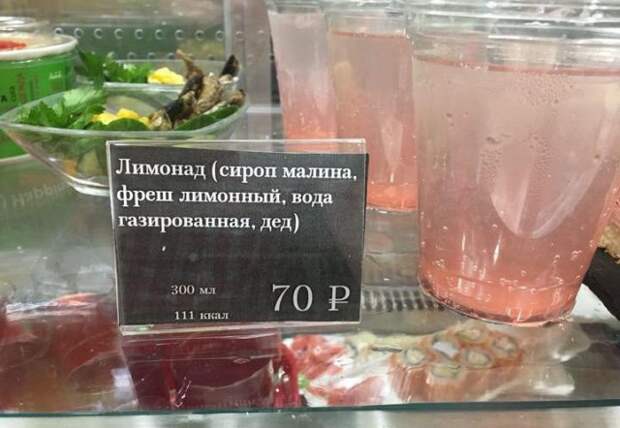 Лимонад (сироп малина,
фреш лимонный, вода
газированная, дед)
300 мл
70 ₽
111 ккал